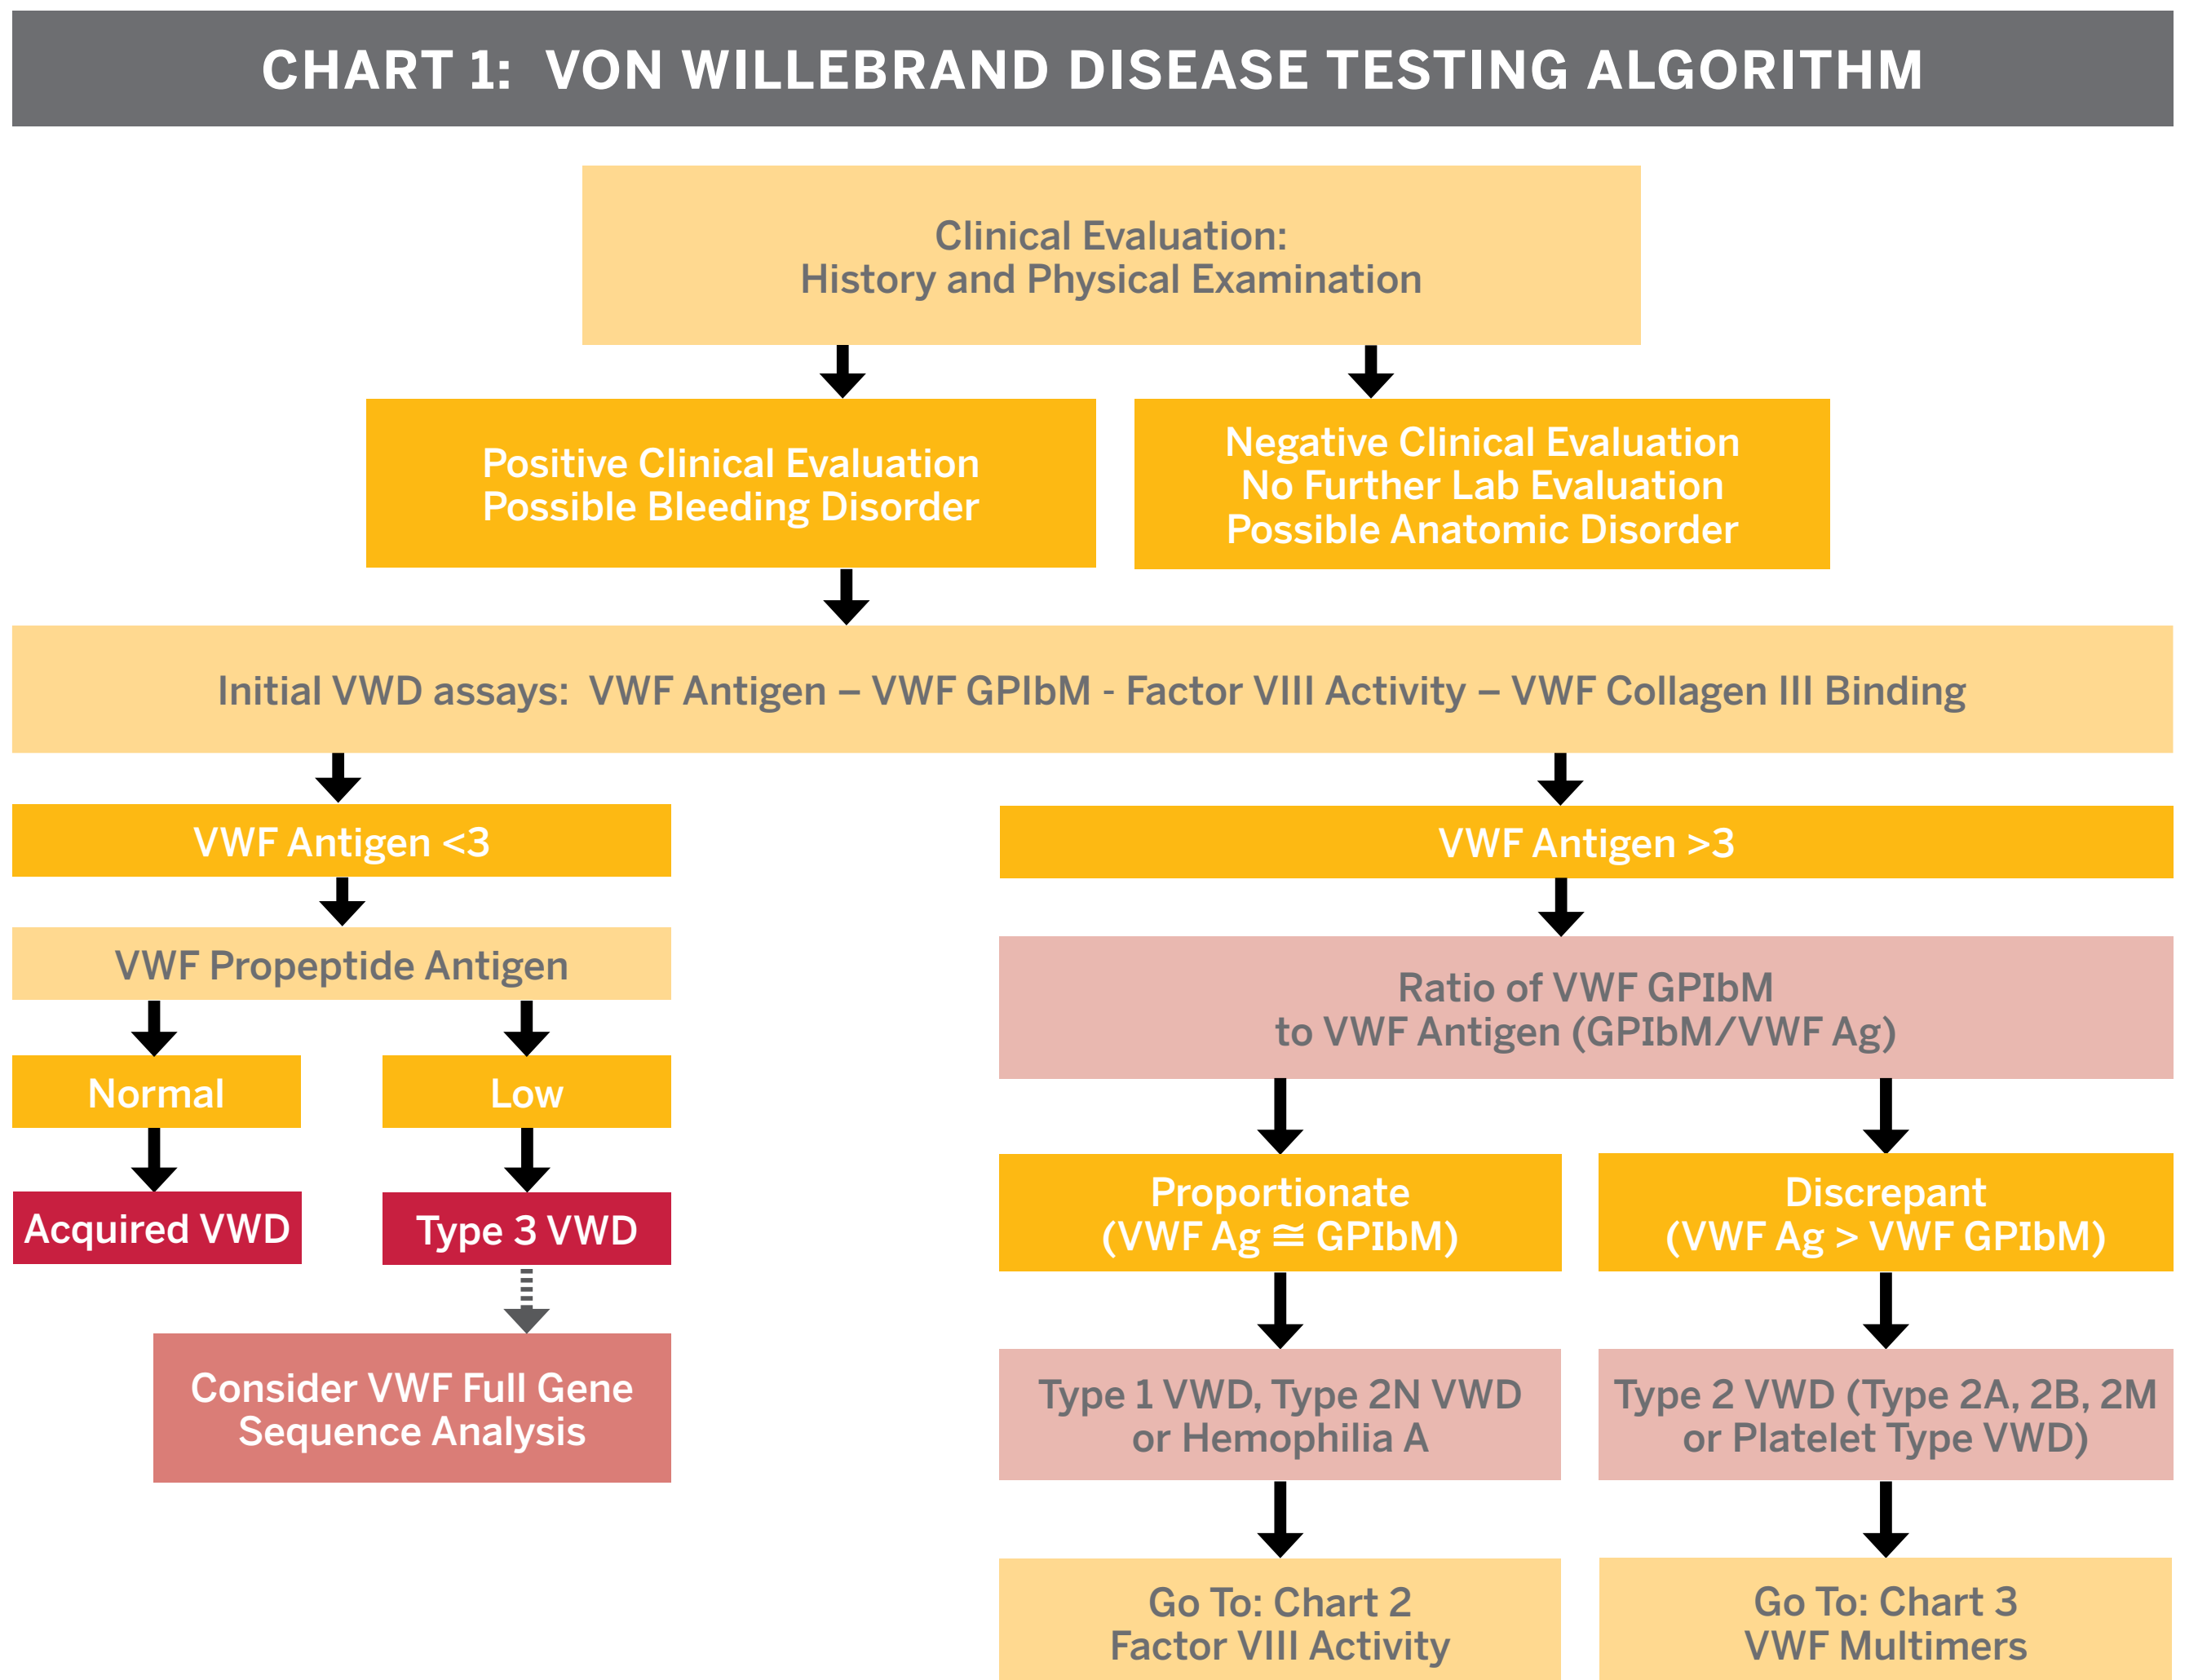 CHART 1: VON WILLEBRAND DISEASE TESTING ALGORITHM
Clinical Evaluation:
History and Physical Examination
Positive Clinical Evaluation
Possible Bleeding Disorder
Negative Clinical Evaluation
No Further Lab Evaluation
Possible Anatomic Disorder
Initial VWD assays: VWF Antigen – VWF GPIbM - Factor VIII Activity – VWF Collagen III Binding
VWF Antigen <3
VWF Antigen >3
VWF Propeptide Antigen
Ratio of VWF GPIbM
to VWF Antigen (GPIbM/VWF Ag)
Normal
Low
Acquired VWD
Type 3 VWD
Proportionate
(VWF Ag ≅ GPIbM)
Discrepant
(VWF Ag > VWF GPIbM)
Consider VWF Full Gene
Sequence Analysis
Type 1 VWD, Type 2N VWD
or Hemophilia A
Type 2 VWD (Type 2A, 2B, 2M
or Platelet Type VWD)
Go To: Chart 2
Factor VIII Activity
Go To: Chart 3
VWF Multimers